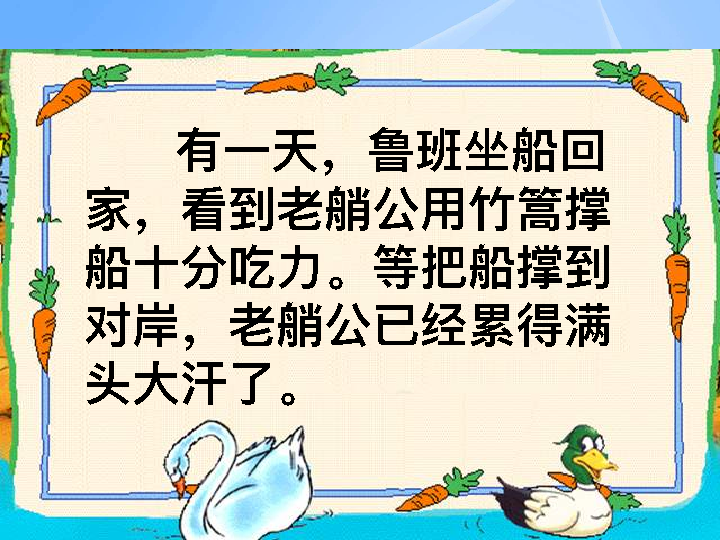 有一天，鲁班坐船回
家，看到老艄公用竹篙撑
船十分吃力。等把船撑到
对岸，老艄公已经累得满
头大汗了。